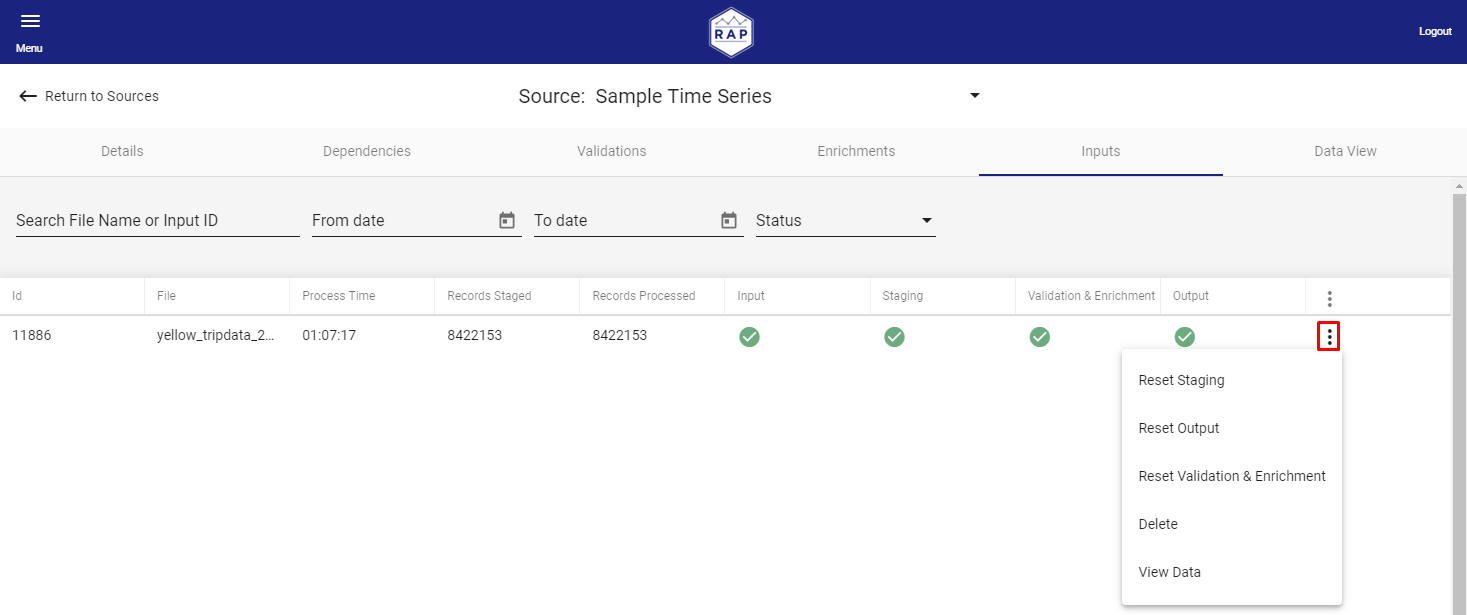 Menu
RAP
Logout
Return to Sources
Source: Sample Time Series
Details Dependencies Validations Enrichments Inputs Data View
Search File Name or Input ID From date To date Status
Id File Process Time Records Staged Records Processed Input Staging Validation & Enrichment Output
11886 yellow_tripdata_2... 01:07:17 8422153 8422153
Reset Staging
Reset Output
Reset Validation & Enrichment
Delete
View Data